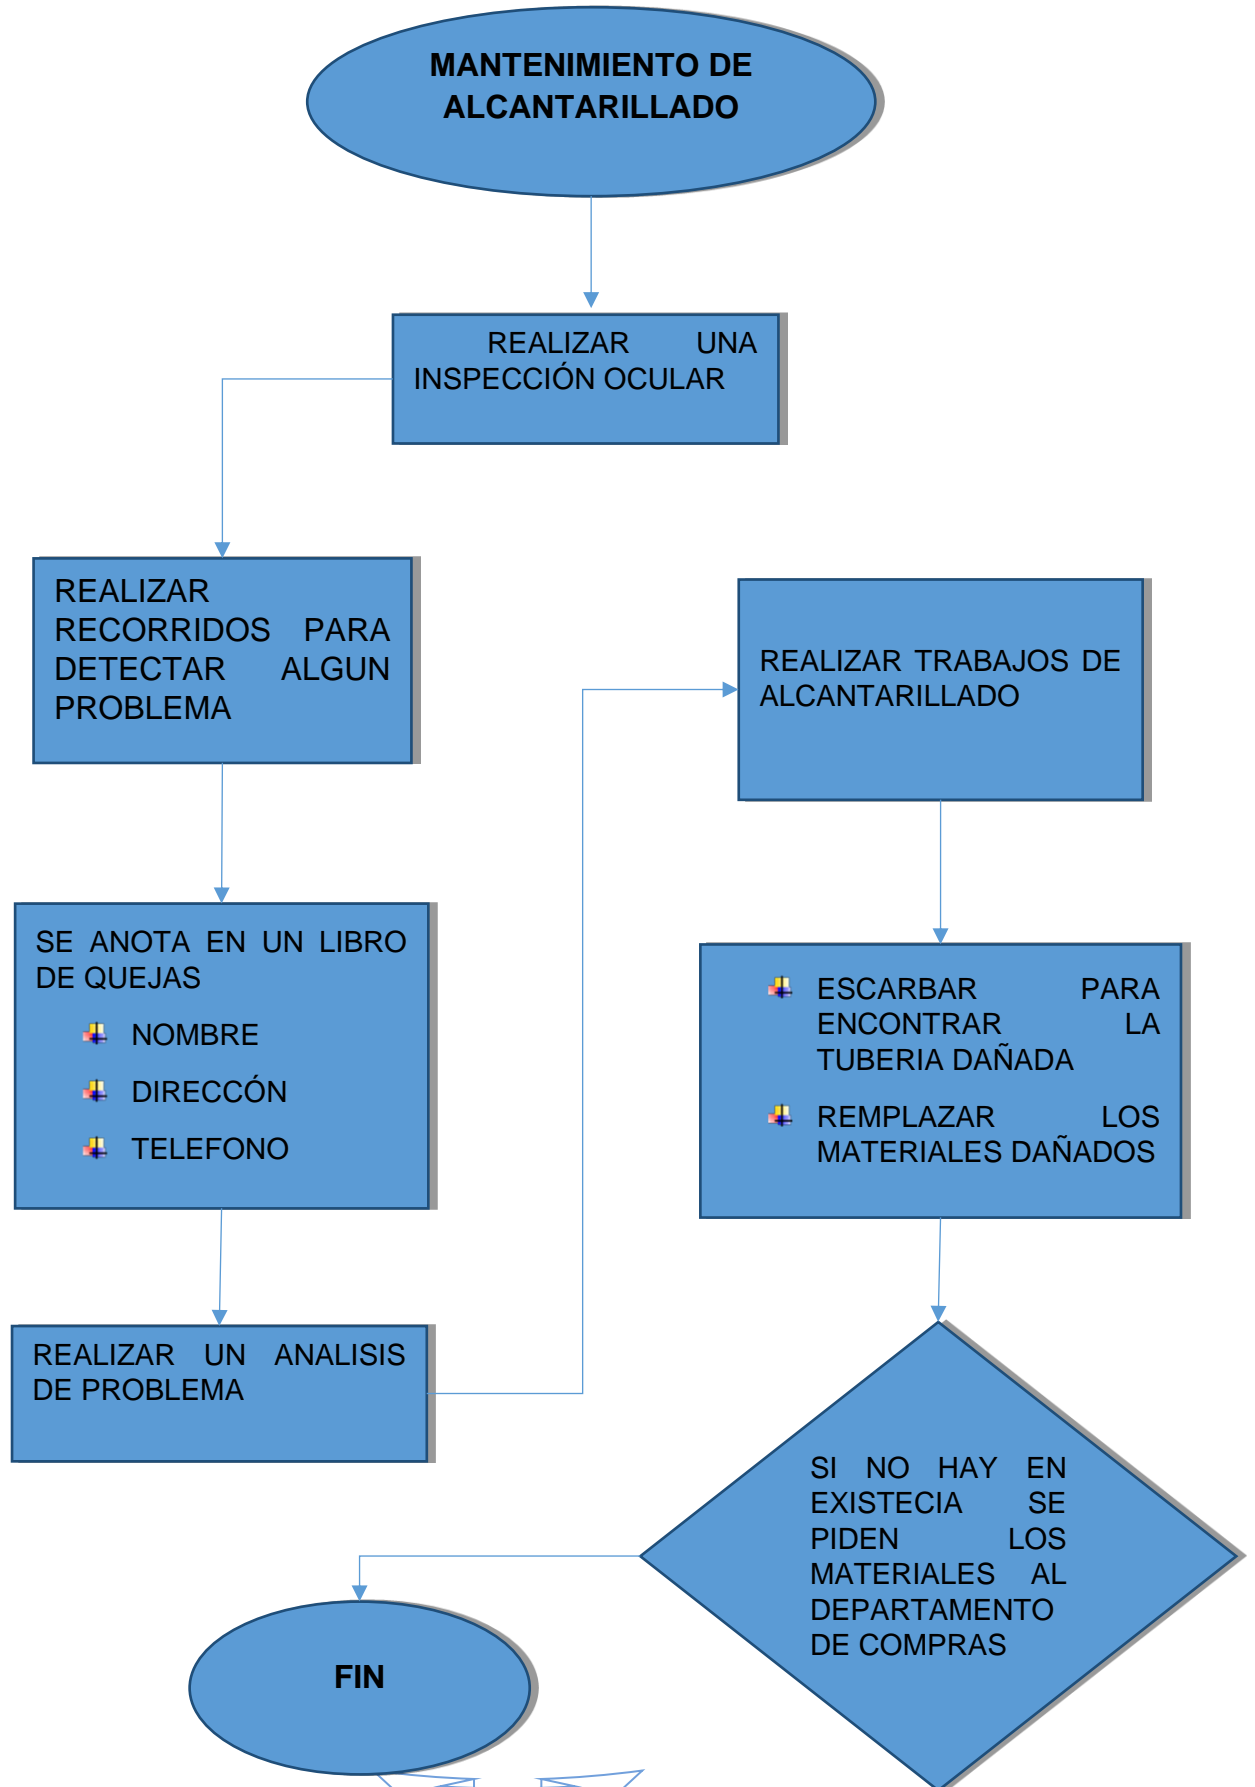 MANTENIMIENTO DE
ALCANTARILLADO
REALIZAR UNA
INSPECCIÓN OCULAR
REALIZAR
RECORRIDOS PARA
DETECTAR ALGUN
PROBLEMA
SE ANOTA EN UN LIBRO
DE QUEJAS
NOMBRE
DIRECCÓN
TELEFONO
REALIZAR UN ANALISIS
DE PROBLEMA
REALIZAR TRABAJOS DE
ALCANTARILLADO
ESCARBAR PARA
ENCONTRAR LA
TUBERIA DAÑADA
REMPLAZAR LOS
MATERIALES DAÑADOS
SI NO HAY EN
EXISTECIA SE
PIDEN LOS
MATERIALES AL
DEPARTAMENTO
DE COMPRAS
FIN